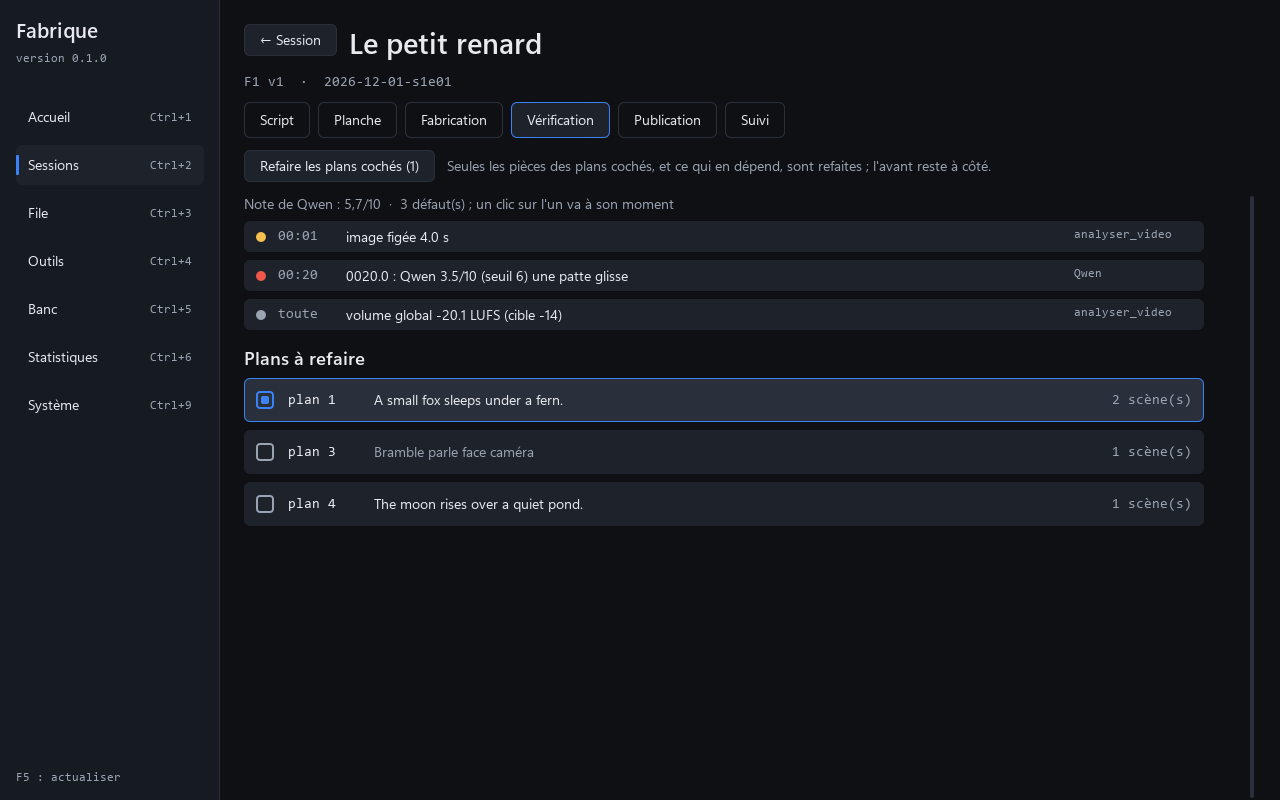 Fabrique
version 0.1.0
Accueil Ctrl+1
Sessions Ctrl+2
File Ctrl+3
Outils Ctrl+4
Banc Ctrl+5
Statistiques Ctrl+6
Système Ctrl+9
F5 : actualiser
← Session Le petit renard
F1 v1 · 2026-12-01-s1e01
Script Planche Fabrication Vérification Publication Suivi
Refaire les plans cochés (1) Seules les pièces des plans cochés, et ce qui en dépend, sont refaites ; l'avant reste à côté.
Note de Qwen : 5,7/10 · 3 défaut(s) ; un clic sur l'un va à son moment
00:01 image figée 4.0 s analyser_video
00:20 0020.0 : Qwen 3.5/10 (seuil 6) une patte glisse Qwen
toute volume global -20.1 LUFS (cible -14) analyser_video
Plans à refaire
plan 1 A small fox sleeps under a fern. 2 scène(s)
plan 3 Bramble parle face caméra 1 scène(s)
plan 4 The moon rises over a quiet pond. 1 scène(s)